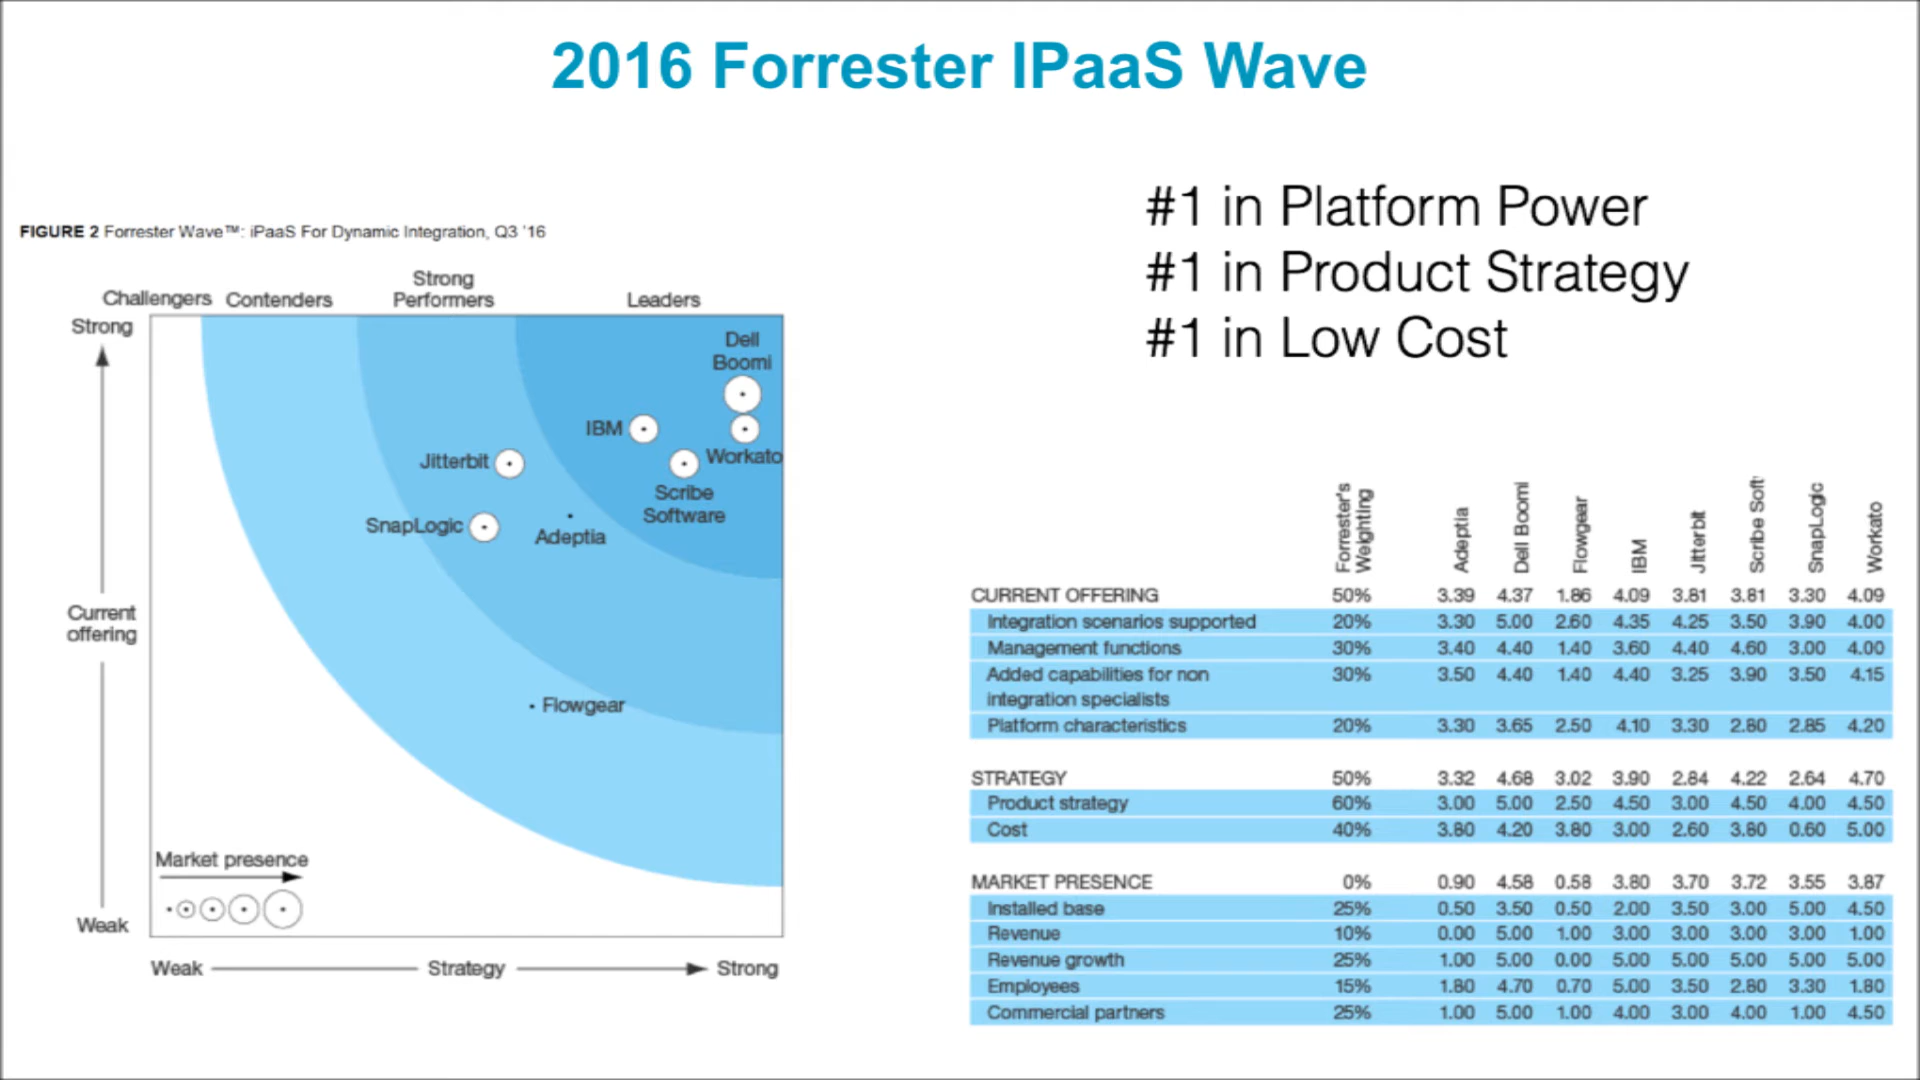 2016 Forrester IPaaS Wave
#1 in Platform Power
#1 in Product Strategy
#1 in Low Cost
FIGURE 2 Forrester Wave™: iPaaS For Dynamic Integration, Q3 '16
Challengers Contenders Strong Performers Leaders
Strong
Current
offering
Weak
Dell
Boomi
IBM
Workato
Jitterbit
Scribe
Software
SnapLogic
Adeptia
Flowgear
Market presence
Weak Strategy Strong
Forrester's Weighting Adeptia Dell Boomi Flowgear IBM Jitterbit Scribe Soft SnapLogic Workato
CURRENT OFFERING 50% 3.39 4.37 1.86 4.09 3.81 3.81 3.30 4.09
Integration scenarios supported 20% 3.30 5.00 2.60 4.35 4.25 3.50 3.90 4.00
Management functions 30% 3.40 4.40 1.40 3.60 4.40 4.60 3.00 4.00
Added capabilities for non 30% 3.50 4.40 1.40 4.40 3.25 3.90 3.50 4.15
integration specialists
Platform characteristics 20% 3.30 3.65 2.50 4.10 3.30 2.80 2.85 4.20
STRATEGY 50% 3.32 4.68 3.02 3.90 2.84 4.22 2.64 4.70
Product strategy 60% 3.00 5.00 2.50 4.50 3.00 4.50 4.00 4.50
Cost 40% 3.80 4.20 3.80 3.00 2.60 3.80 0.60 5.00
MARKET PRESENCE 0% 0.90 4.58 0.58 3.80 3.70 3.72 3.55 3.87
Installed base 25% 0.50 3.50 0.50 2.00 3.50 3.00 5.00 4.50
Revenue 10% 0.00 5.00 1.00 3.00 3.00 3.00 3.00 1.00
Revenue growth 25% 1.00 5.00 0.00 5.00 5.00 5.00 5.00 5.00
Employees 15% 1.80 4.70 0.70 5.00 3.50 2.80 3.30 1.80
Commercial partners 25% 1.00 5.00 1.00 4.00 3.00 4.00 1.00 4.50